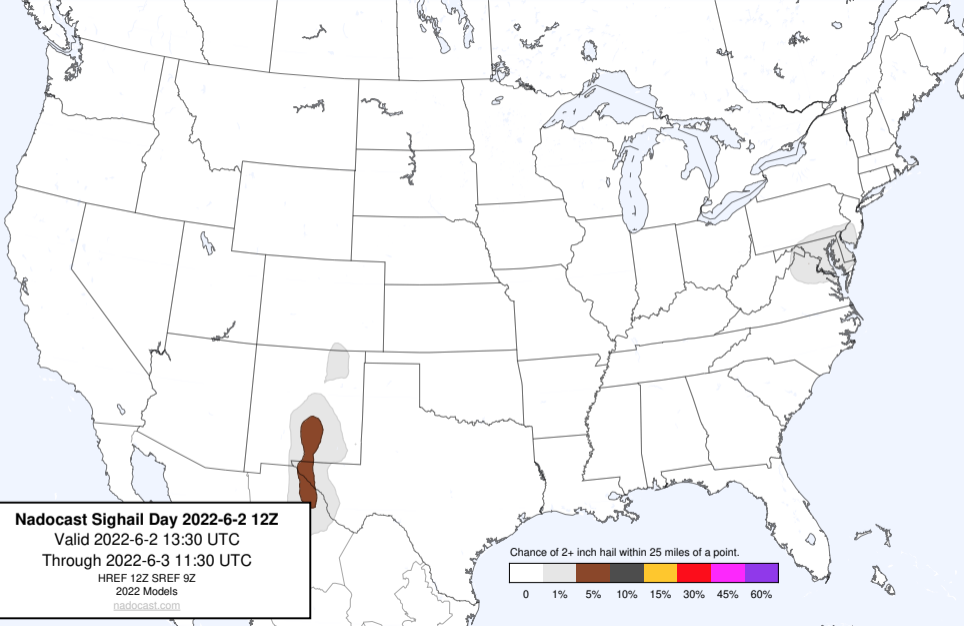 Nadocast Sighail Day 2022-6-2 12Z
Valid 2022-6-2 13:30 UTC
Through 2022-6-3 11:30 UTC
HREF 12Z SREF 9Z
2022 Models
nadocast.com
Chance of 2+ inch hail within 25 miles of a point.
0 1% 5% 10% 15% 30% 45% 60%